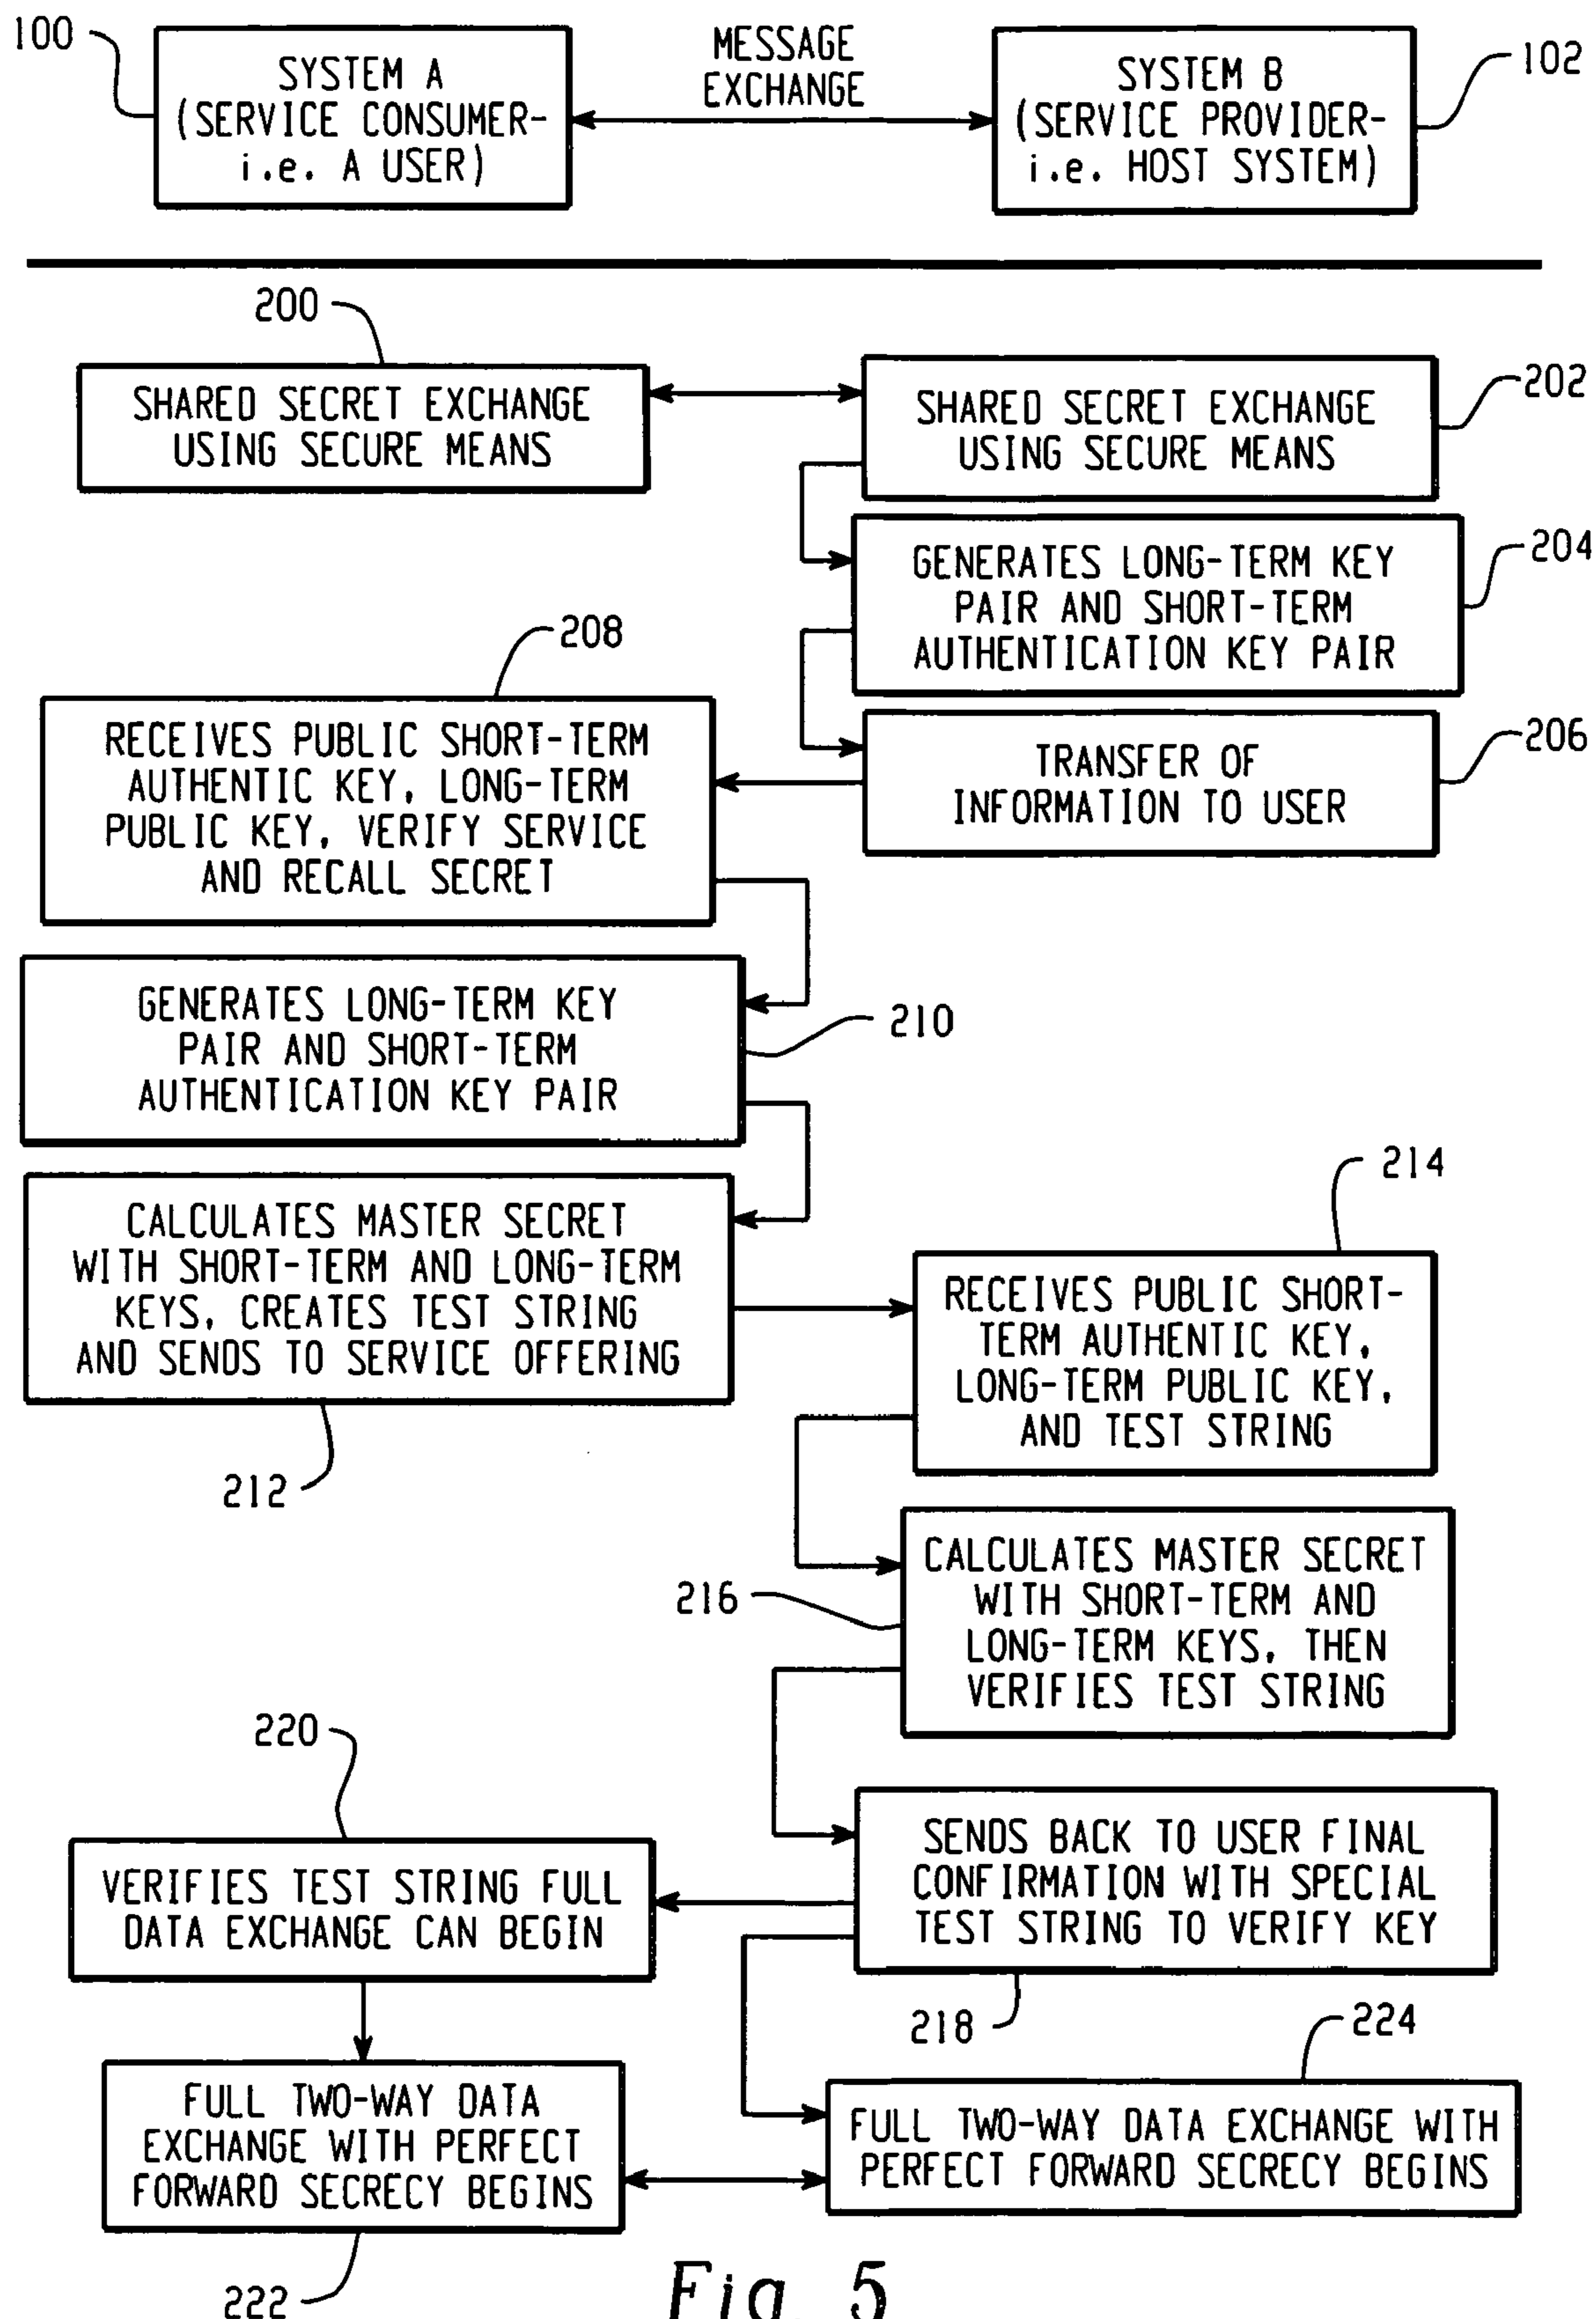 100
SYSTEM A
(SERVICE CONSUMER-
i.e. A USER)
MESSAGE
EXCHANGE
SYSTEM B
(SERVICE PROVIDER-
i.e. HOST SYSTEM)
102
200
SHARED SECRET EXCHANGE
USING SECURE MEANS
SHARED SECRET EXCHANGE
USING SECURE MEANS
202
GENERATES LONG-TERM KEY
PAIR AND SHORT-TERM
AUTHENTICATION KEY PAIR
204
208
RECEIVES PUBLIC SHORT-TERM
AUTHENTIC KEY, LONG-TERM
PUBLIC KEY, VERIFY SERVICE
AND RECALL SECRET
TRANSFER OF
INFORMATION TO USER
206
GENERATES LONG-TERM KEY
PAIR AND SHORT-TERM
AUTHENTICATION KEY PAIR
210
CALCULATES MASTER SECRET
WITH SHORT-TERM AND LONG-TERM
KEYS, CREATES TEST STRING
AND SENDS TO SERVICE OFFERING
212
214
RECEIVES PUBLIC SHORT-
TERM AUTHENTIC KEY,
LONG-TERM PUBLIC KEY,
AND TEST STRING
216
CALCULATES MASTER SECRET
WITH SHORT-TERM AND
LONG-TERM KEYS, THEN
VERIFIES TEST STRING
220
VERIFIES TEST STRING FULL
DATA EXCHANGE CAN BEGIN
SENDS BACK TO USER FINAL
CONFIRMATION WITH SPECIAL
TEST STRING TO VERIFY KEY
218
224
FULL TWO-WAY DATA
EXCHANGE WITH PERFECT
FORWARD SECRECY BEGINS
222
FULL TWO-WAY DATA EXCHANGE WITH
PERFECT FORWARD SECRECY BEGINS
Fig. 5